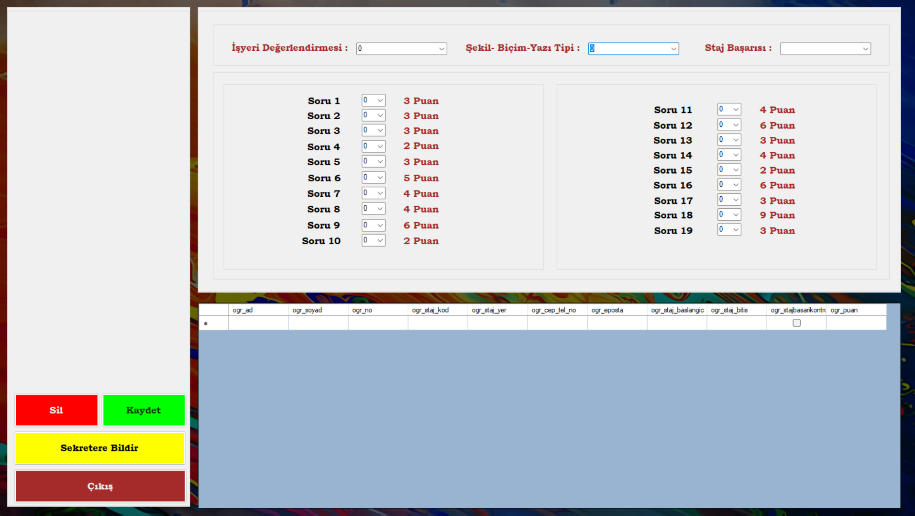 İşyeri Değerlendirmesi : 0 Şekil- Biçim-Yazı Tipi : 0 Staj Başarısı :
Soru 1 0 3 Puan
Soru 2 0 3 Puan
Soru 3 0 3 Puan
Soru 4 0 2 Puan
Soru 5 0 3 Puan
Soru 6 0 5 Puan
Soru 7 0 4 Puan
Soru 8 0 4 Puan
Soru 9 0 6 Puan
Soru 10 0 2 Puan
Soru 11 0 4 Puan
Soru 12 0 6 Puan
Soru 13 0 3 Puan
Soru 14 0 4 Puan
Soru 15 0 2 Puan
Soru 16 0 6 Puan
Soru 17 0 3 Puan
Soru 18 0 9 Puan
Soru 19 0 3 Puan
ogr_ad ogr_soyad ogr_no ogr_staj_kod ogr_staj_yer ogr_cep_tel_no ogr_eposta ogr_staj_baslangic ogr_staj_bitis ogr_stajbasarikontro ogr_puan
*
Sil Kaydet
Sekretere Bildir
Çıkış